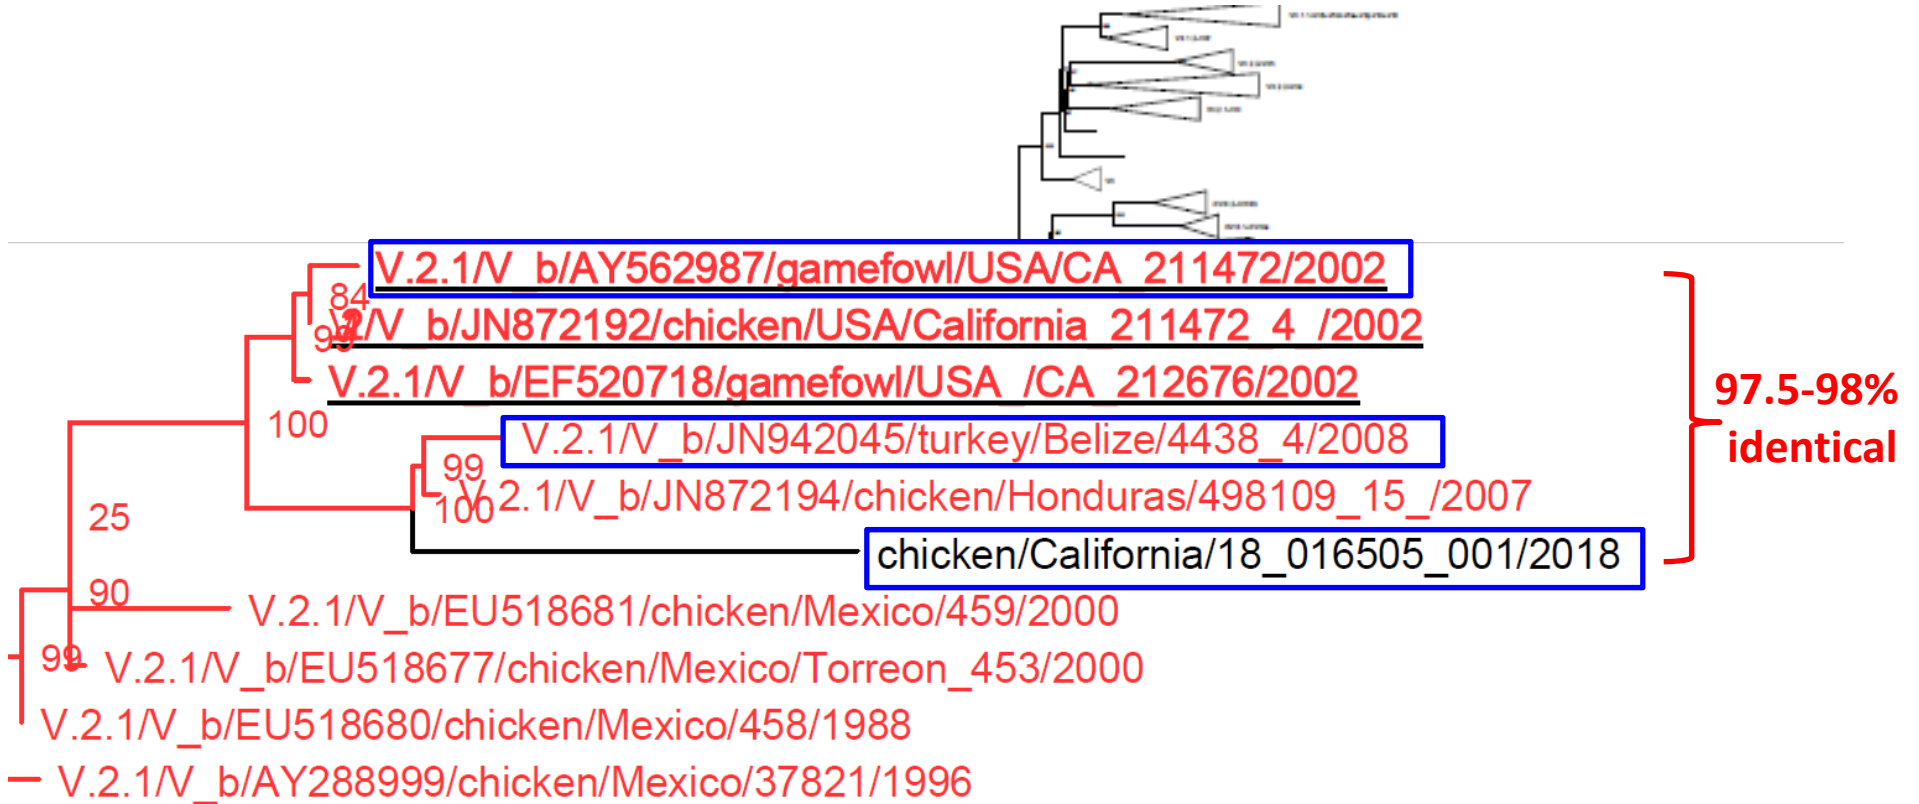 V.2.1/V_b/AY562987/gamefowl/USA/CA_211472/2002
84
/V_b/JN872192/chicken/USA/California_211472_4_/2002
99
V.2.1/V_b/EF520718/gamefowl/USA_/CA_212676/2002
97.5-98%
identical
100
V.2.1/V_b/JN942045/turkey/Belize/4438_4/2008
99
V.2.1/V_b/JN872194/chicken/Honduras/498109_15_/2007
100
25
chicken/California/18_016505_001/2018
90
V.2.1/V_b/EU518681/chicken/Mexico/459/2000
99
V.2.1/V_b/EU518677/chicken/Mexico/Torreon_453/2000
V.2.1/V_b/EU518680/chicken/Mexico/458/1988
V.2.1/V_b/AY288999/chicken/Mexico/37821/1996